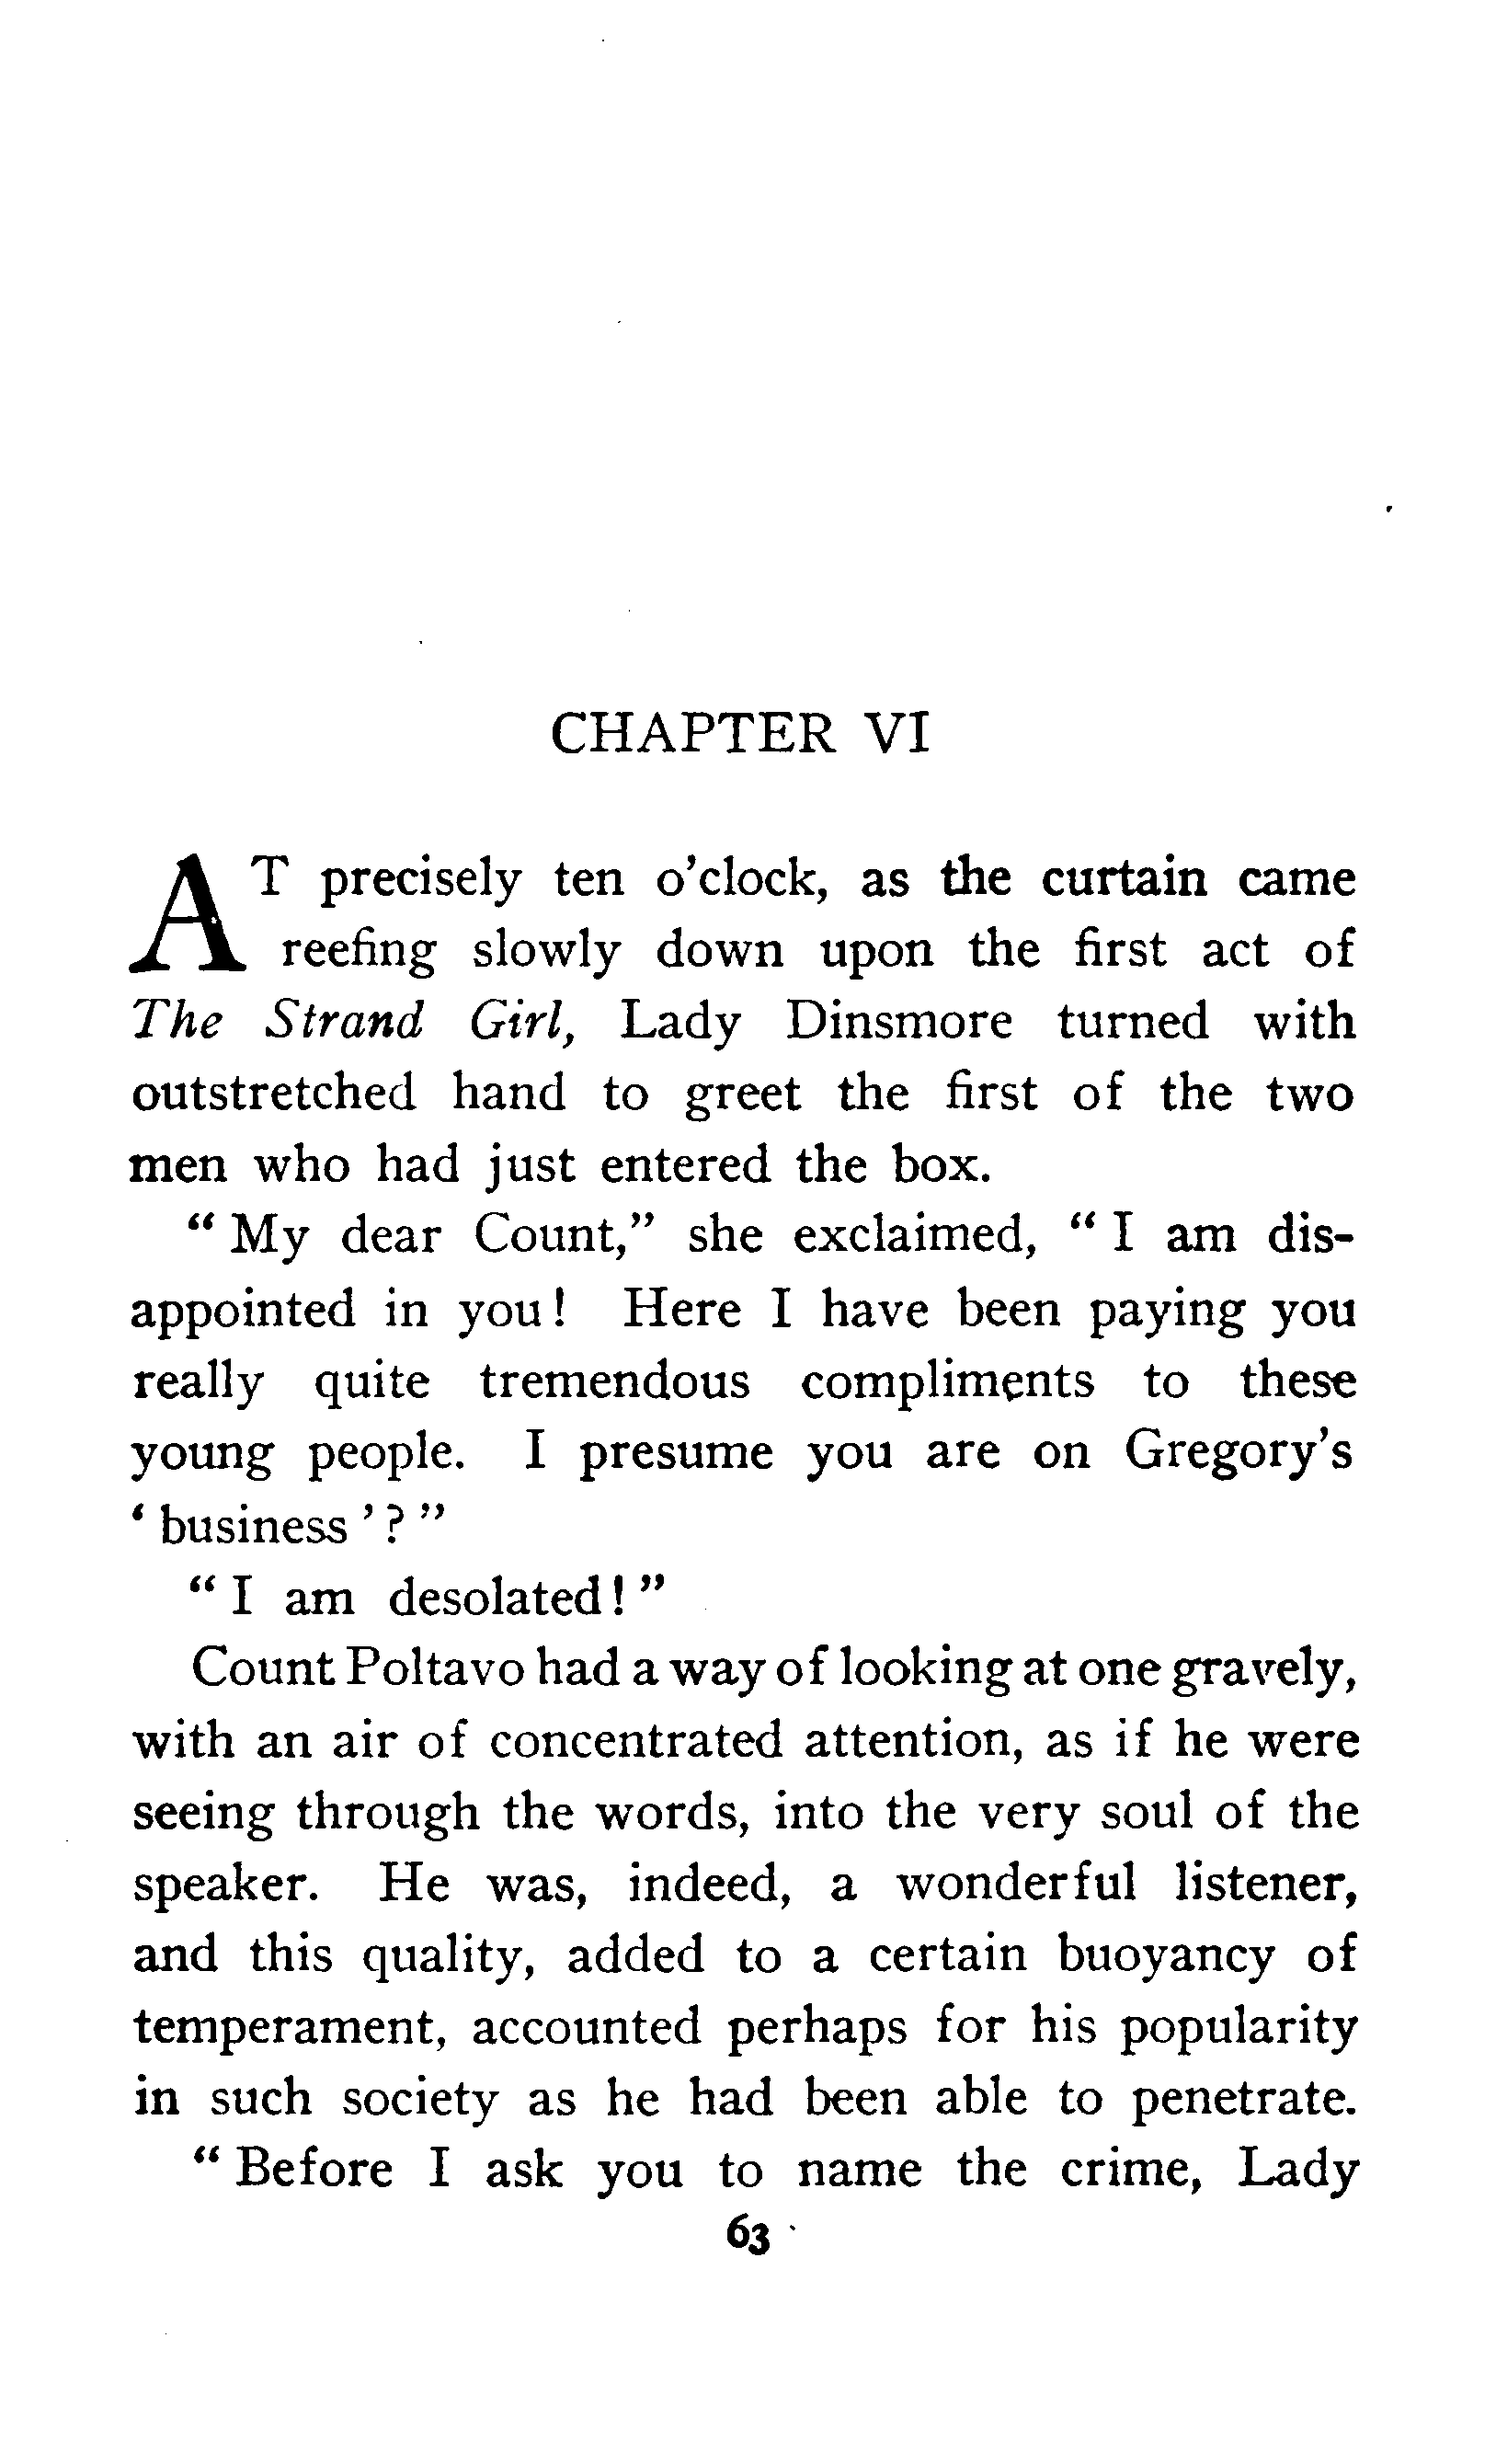 CHAPTER VI
AT precisely ten o'clock, as the curtain came
reefing slowly down upon the first act of
The Strand Girl, Lady Dinsmore turned with
outstretched hand to greet the first of the two
men who had just entered the box.
“ My dear Count,” she exclaimed, “ I am dis-
appointed in you ! Here I have been paying you
really quite tremendous compliments to these
young people. I presume you are on Gregory's
‘ business ’ ? ”
“ I am desolated ! ”
Count Poltavo had a way of looking at one gravely,
with an air of concentrated attention, as if he were
seeing through the words, into the very soul of the
speaker. He was, indeed, a wonderful listener,
and this quality, added to a certain buoyancy of
temperament, accounted perhaps for his popularity
in such society as he had been able to penetrate.
“ Before I ask you to name the crime, Lady
63